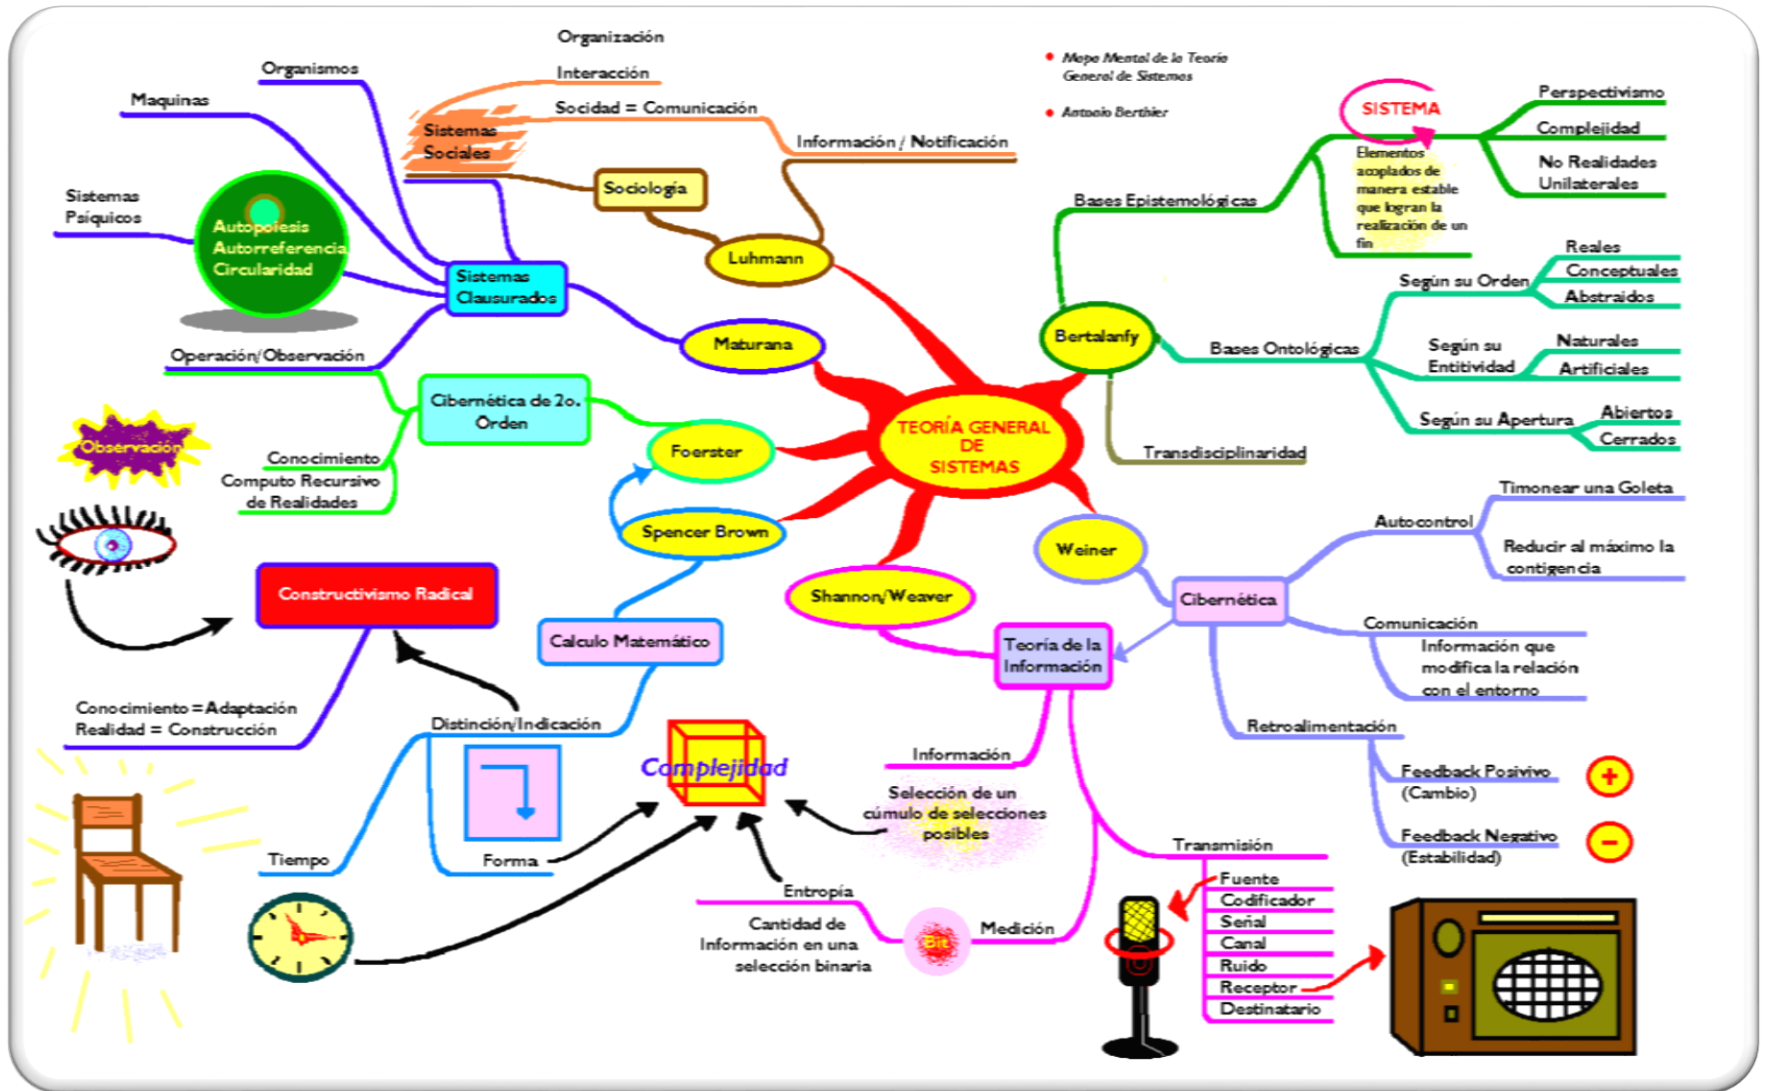 Mapa Mental de la Teoría
General de Sistemas
Antonio Berthier
TEORÍA GENERAL
DE
SISTEMAS
Bertalanfy
Bases Epistemológicas
SISTEMA
Elementos
acoplados de
manera estable
que logran la
realización de un
fin
Perspectivismo
Complejidad
No Realidades
Unilaterales
Bases Ontológicas
Según su Orden
Reales
Conceptuales
Abstraidos
Según su
Entitividad
Naturales
Artificiales
Según su Apertura
Abiertos
Cerrados
Transdisciplinaridad
Weiner
Cibernética
Autocontrol
Timonear una Goleta
Reducir al máximo la
contigencia
Comunicación
Información que
modifica la relación
con el entorno
Retroalimentación
Feedback Posivivo
(Cambio)
+
Feedback Negativo
(Estabilidad)
−
Shannon/Weaver
Teoría de la
Información
Información
Selección de un
cúmulo de selecciones
posibles
Transmisión
Fuente
Codificador
Señal
Canal
Ruido
Receptor
Destinatario
Medición
Bit
Entropía
Cantidad de
Información en una
selección binaria
Complejidad
Spencer Brown
Calculo Matemático
Distinción/Indicación
Tiempo
Forma
Constructivismo Radical
Conocimiento =Adaptación
Realidad = Construcción
Foerster
Cibernética de 2o.
Orden
Operación/Observación
Conocimiento
Computo Recursivo
de Realidades
Observación
Maturana
Sistemas
Clausurados
Organismos
Maquinas
Sistemas
Psíquicos
Autopoiesis
Autorreferencia
Circularidad
Luhmann
Sociología
Sistemas
Sociales
Organización
Interacción
Socidad = Comunicación
Información / Notificación